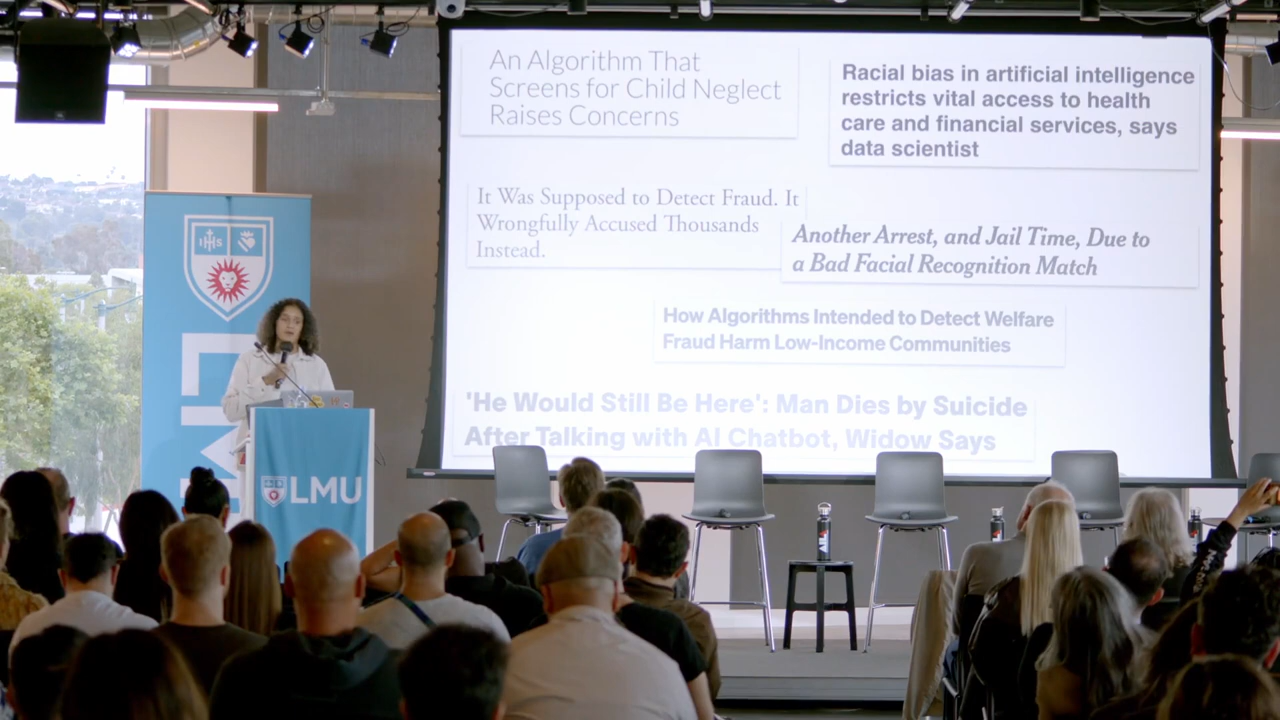 An Algorithm That
Screens for Child Neglect
Raises Concerns
Racial bias in artificial intelligence
restricts vital access to health
care and financial services, says
data scientist
It Was Supposed to Detect Fraud. It
Wrongfully Accused Thousands
Instead.
Another Arrest, and Jail Time, Due to
a Bad Facial Recognition Match
How Algorithms Intended to Detect Welfare
Fraud Harm Low-Income Communities
'He Would Still Be Here': Man Dies by Suicide
After Talking with AI Chatbot, Widow Says
IHS
LMU
LMU